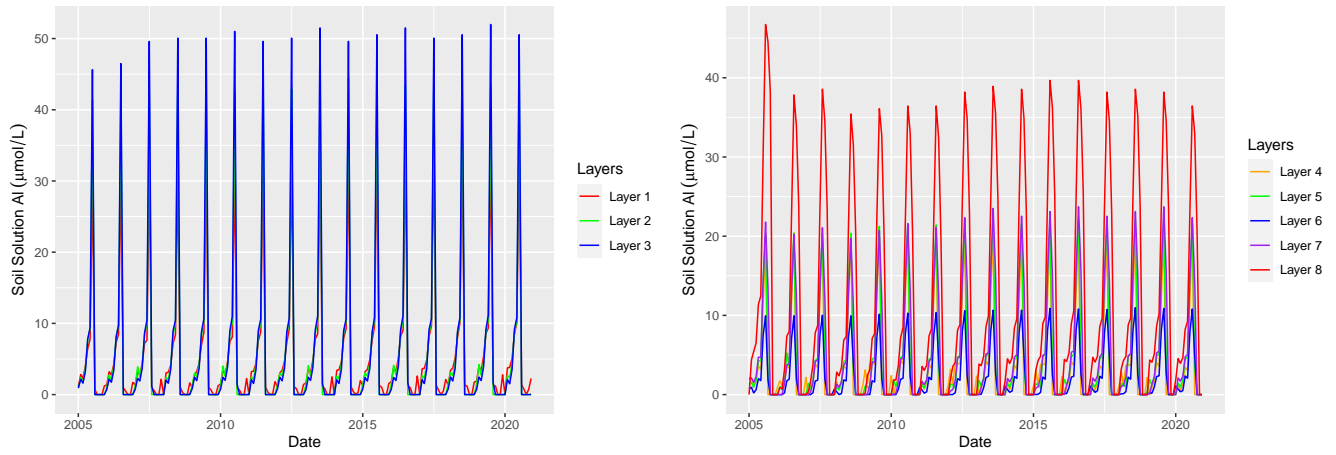 Soil Solution Al (µmol/L)
50
40
30
20
10
0
2005
2010
2015
2020
Date
Layers
Layer 1
Layer 2
Layer 3
Soil Solution Al (µmol/L)
40
30
20
10
0
2005
2010
2015
2020
Date
Layers
Layer 4
Layer 5
Layer 6
Layer 7
Layer 8